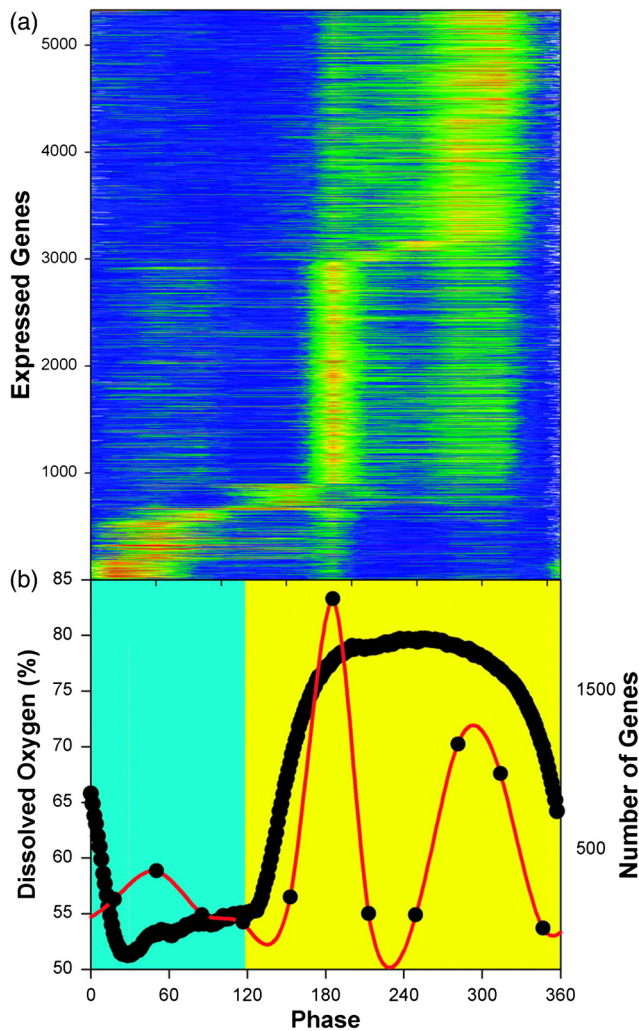 (a)
5000
4000
3000
2000
1000
Expressed Genes
(b)
85
80
75
70
65
60
55
50
Dissolved Oxygen (%)
1500
500
Number of Genes
0 60 120 180 240 300 360
Phase